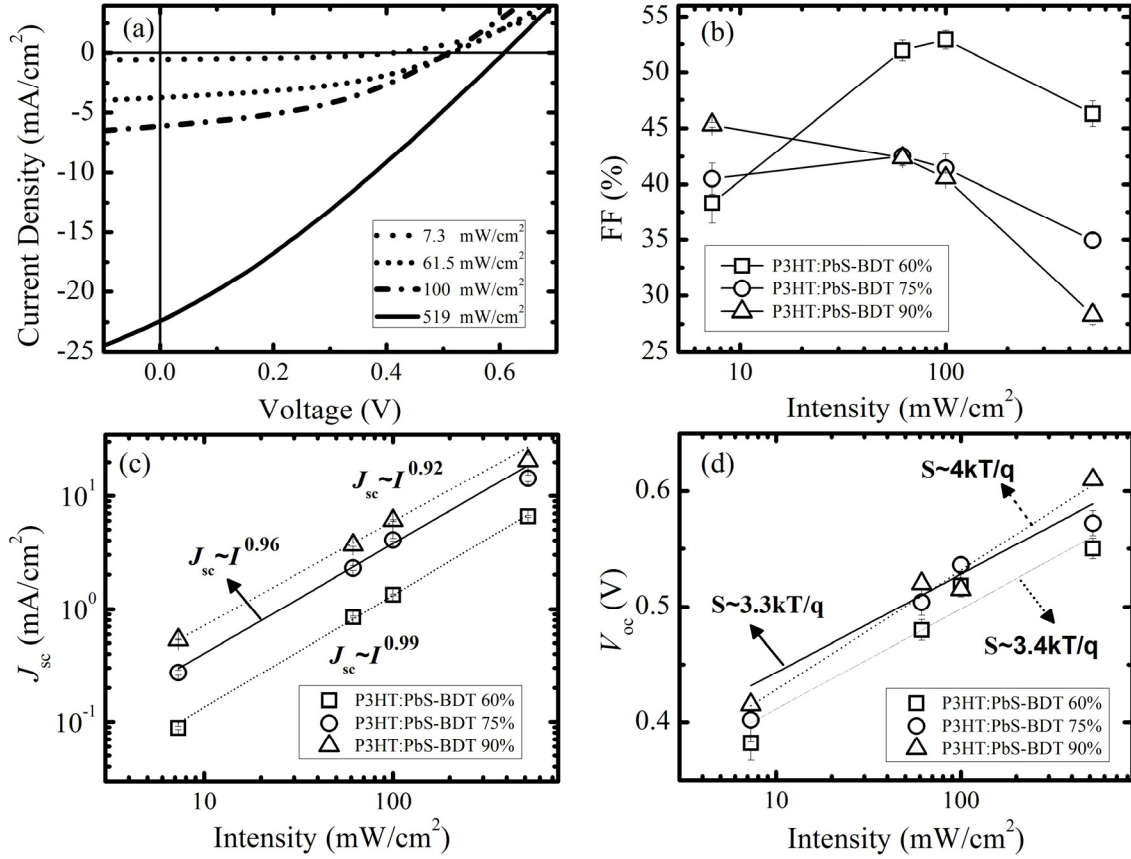 (a)
Current Density (mA/cm²)
0
-5
-10
-15
-20
-25
0.0 0.2 0.4 0.6
Voltage (V)
7.3 mW/cm²
61.5 mW/cm²
100 mW/cm²
519 mW/cm²
(b)
FF (%)
55
50
45
40
35
30
25
10 100
Intensity (mW/cm²)
P3HT:PbS-BDT 60%
P3HT:PbS-BDT 75%
P3HT:PbS-BDT 90%
(c)
Jsc (mA/cm²)
10¹
10⁰
10⁻¹
Jsc~I^0.92
Jsc~I^0.96
Jsc~I^0.99
P3HT:PbS-BDT 60%
P3HT:PbS-BDT 75%
P3HT:PbS-BDT 90%
10 100
Intensity (mW/cm²)
(d)
Voc (V)
0.6
0.5
0.4
S~4kT/q
S~3.3kT/q
S~3.4kT/q
P3HT:PbS-BDT 60%
P3HT:PbS-BDT 75%
P3HT:PbS-BDT 90%
10 100
Intensity (mW/cm²)